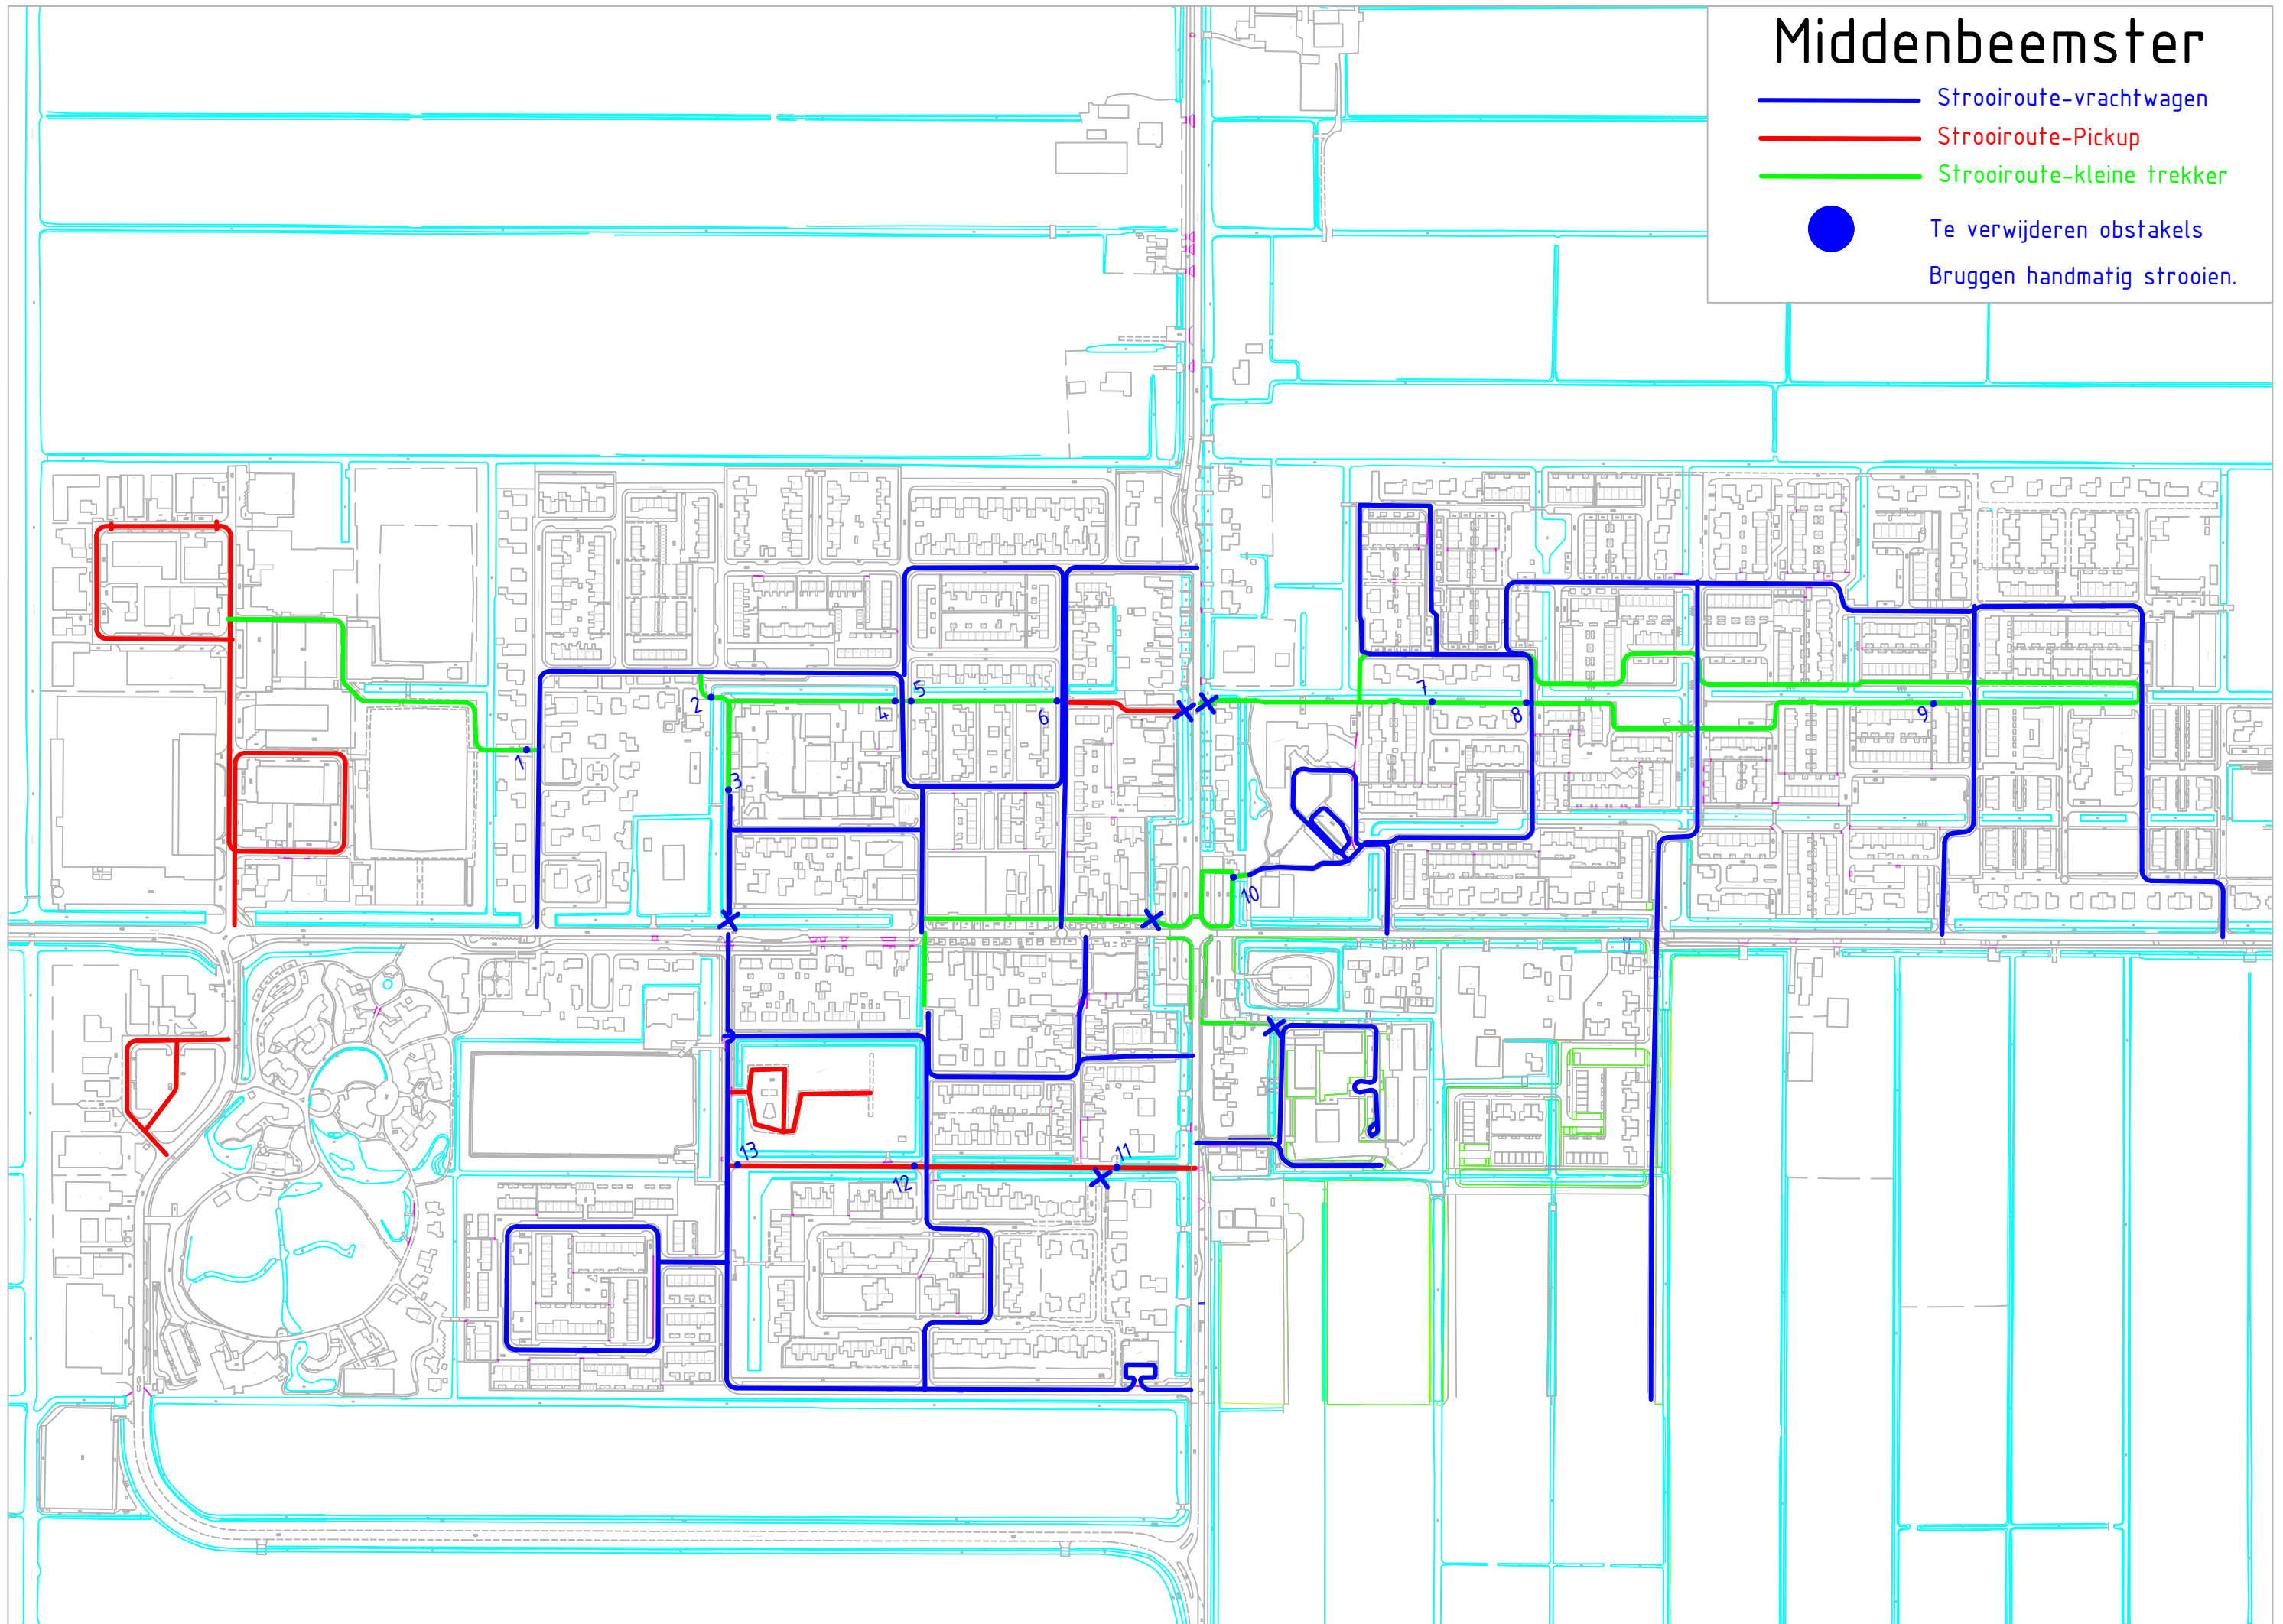 Middenbeemster
Strooiroute-vrachtwagen
Strooiroute-Pickup
Strooiroute-kleine trekker
Te verwijderen obstakels
Bruggen handmatig strooien.
1
2
3
4
5
6
7
8
9
10
11
12
13